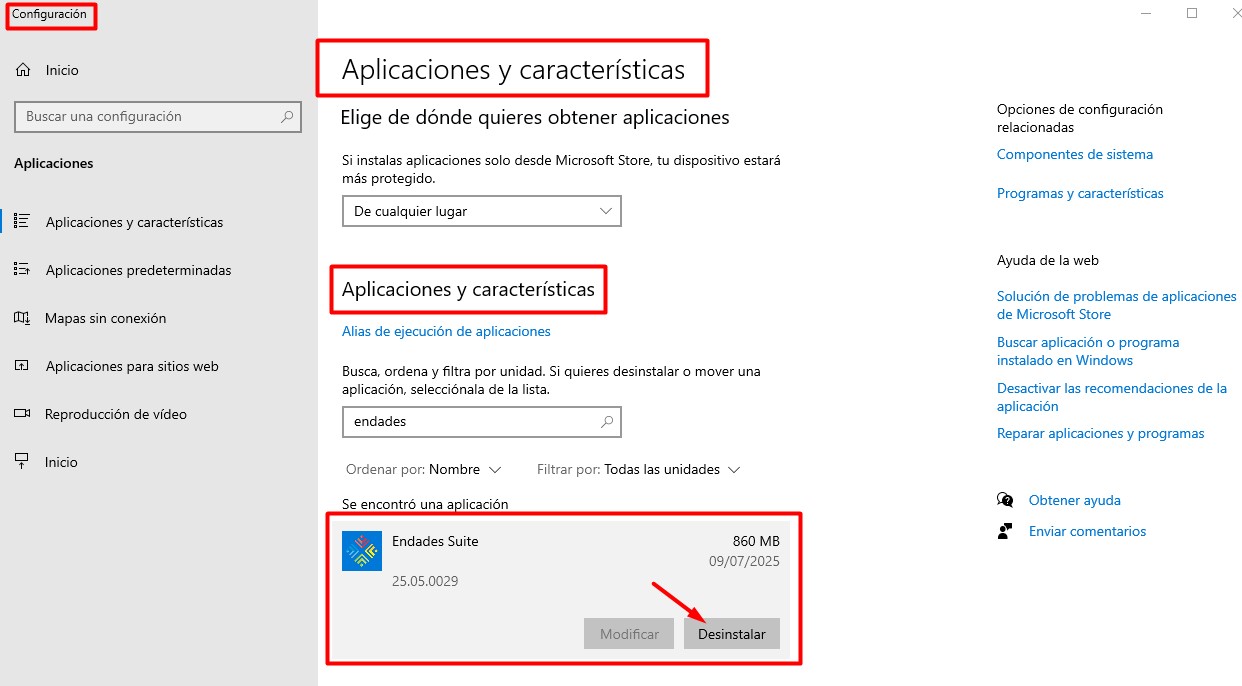 Configuración
Inicio
Buscar una configuración
Aplicaciones
Aplicaciones y características
Aplicaciones predeterminadas
Mapas sin conexión
Aplicaciones para sitios web
Reproducción de vídeo
Inicio
Aplicaciones y características
Elige de dónde quieres obtener aplicaciones
Si instalas aplicaciones solo desde Microsoft Store, tu dispositivo estará
más protegido.
De cualquier lugar
Aplicaciones y características
Alias de ejecución de aplicaciones
Busca, ordena y filtra por unidad. Si quieres desinstalar o mover una
aplicación, selecciónala de la lista.
endades
Ordenar por: Nombre
Filtrar por: Todas las unidades
Se encontró una aplicación
Endades Suite
860 MB
09/07/2025
25.05.0029
Modificar
Desinstalar
Opciones de configuración
relacionadas
Componentes de sistema
Programas y características
Ayuda de la web
Solución de problemas de aplicaciones
de Microsoft Store
Buscar aplicación o programa
instalado en Windows
Desactivar las recomendaciones de la
aplicación
Reparar aplicaciones y programas
Obtener ayuda
Enviar comentarios